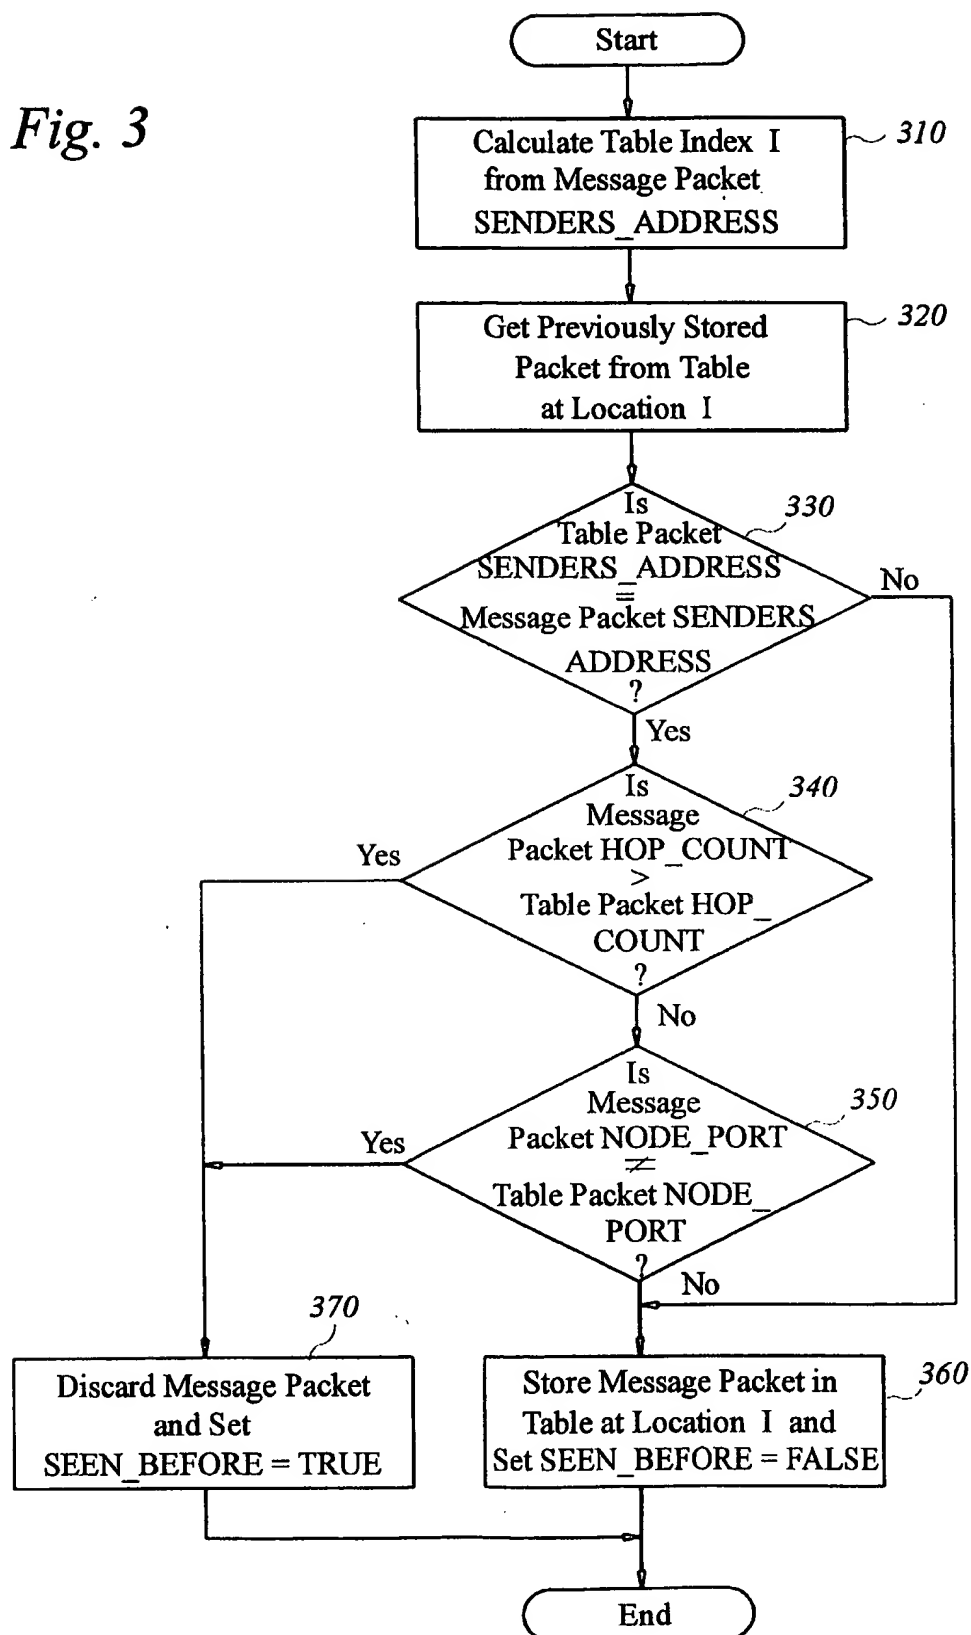 Start
Fig. 3
310
Calculate Table Index I
from Message Packet
SENDERS_ADDRESS
320
Get Previously Stored
Packet from Table
at Location I
330
Is
Table Packet
SENDERS_ADDRESS
=
Message Packet SENDERS
ADDRESS
?
No
Yes
340
Is
Message
Packet HOP_COUNT
>
Table Packet HOP_
COUNT
?
Yes
No
350
Is
Message
Packet NODE_PORT
≠
Table Packet NODE_
PORT
?
Yes
No
370
Discard Message Packet
and Set
SEEN_BEFORE = TRUE
360
Store Message Packet in
Table at Location I and
Set SEEN_BEFORE = FALSE
End